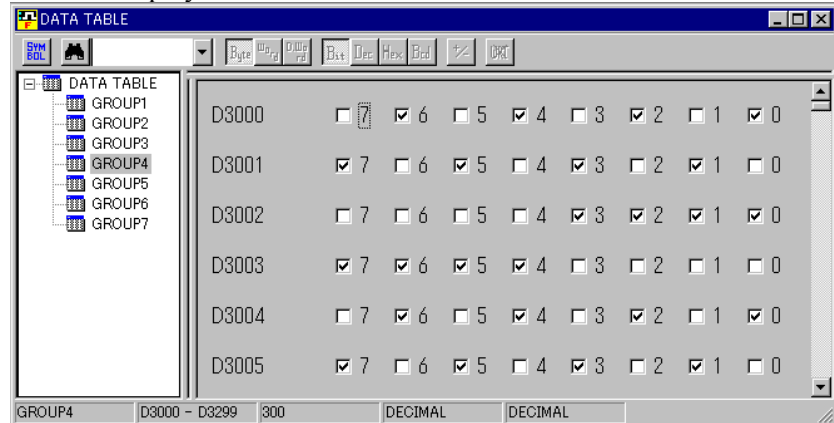 DATA TABLE
SYM BOL Byte Word D.Word Bit Dec Hex Bcd +/- CMT
DATA TABLE
GROUP1
GROUP2
GROUP3
GROUP4
GROUP5
GROUP6
GROUP7
D3000 7 6 5 4 3 2 1 0
D3001 7 6 5 4 3 2 1 0
D3002 7 6 5 4 3 2 1 0
D3003 7 6 5 4 3 2 1 0
D3004 7 6 5 4 3 2 1 0
D3005 7 6 5 4 3 2 1 0
GROUP4 D3000 - D3299 300 DECIMAL DECIMAL